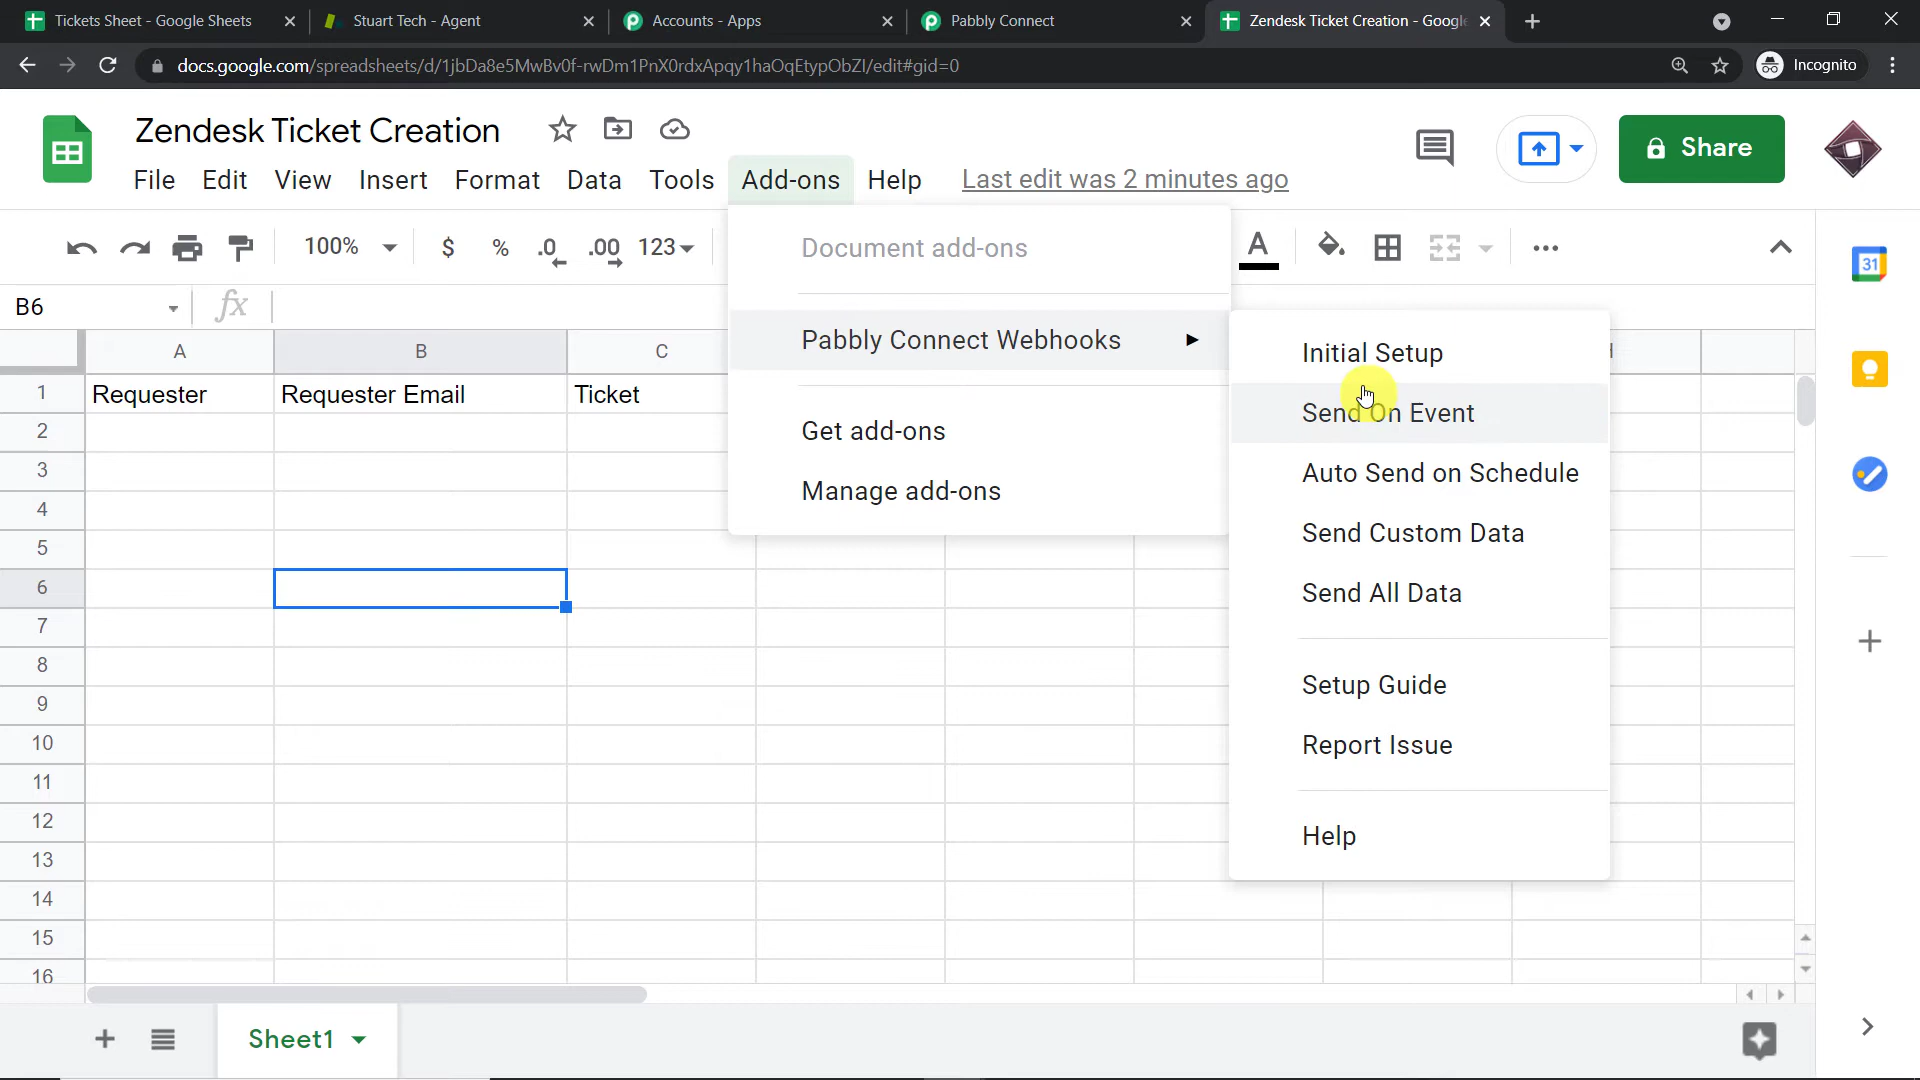 Tickets Sheet - Google Sheets
Stuart Tech - Agent
Accounts - Apps
Pabbly Connect
Zendesk Ticket Creation - Google
docs.google.com/spreadsheets/d/1jbDa8e5MwBv0f-rwDm1PnX0rdxApqy1haOqEtypObZI/edit#gid=0
Incognito
Zendesk Ticket Creation
Share
File Edit View Insert Format Data Tools Add-ons Help Last edit was 2 minutes ago
100% $ % .0 .00 123 A
31
B6 fx
A B C
1 Requester Requester Email Ticket
2
3
4
5
6
7
8
9
10
11
12
13
14
15
16
Document add-ons
Pabbly Connect Webhooks
Get add-ons
Manage add-ons
Initial Setup
Send On Event
Auto Send on Schedule
Send Custom Data
Send All Data
Setup Guide
Report Issue
Help
Sheet1